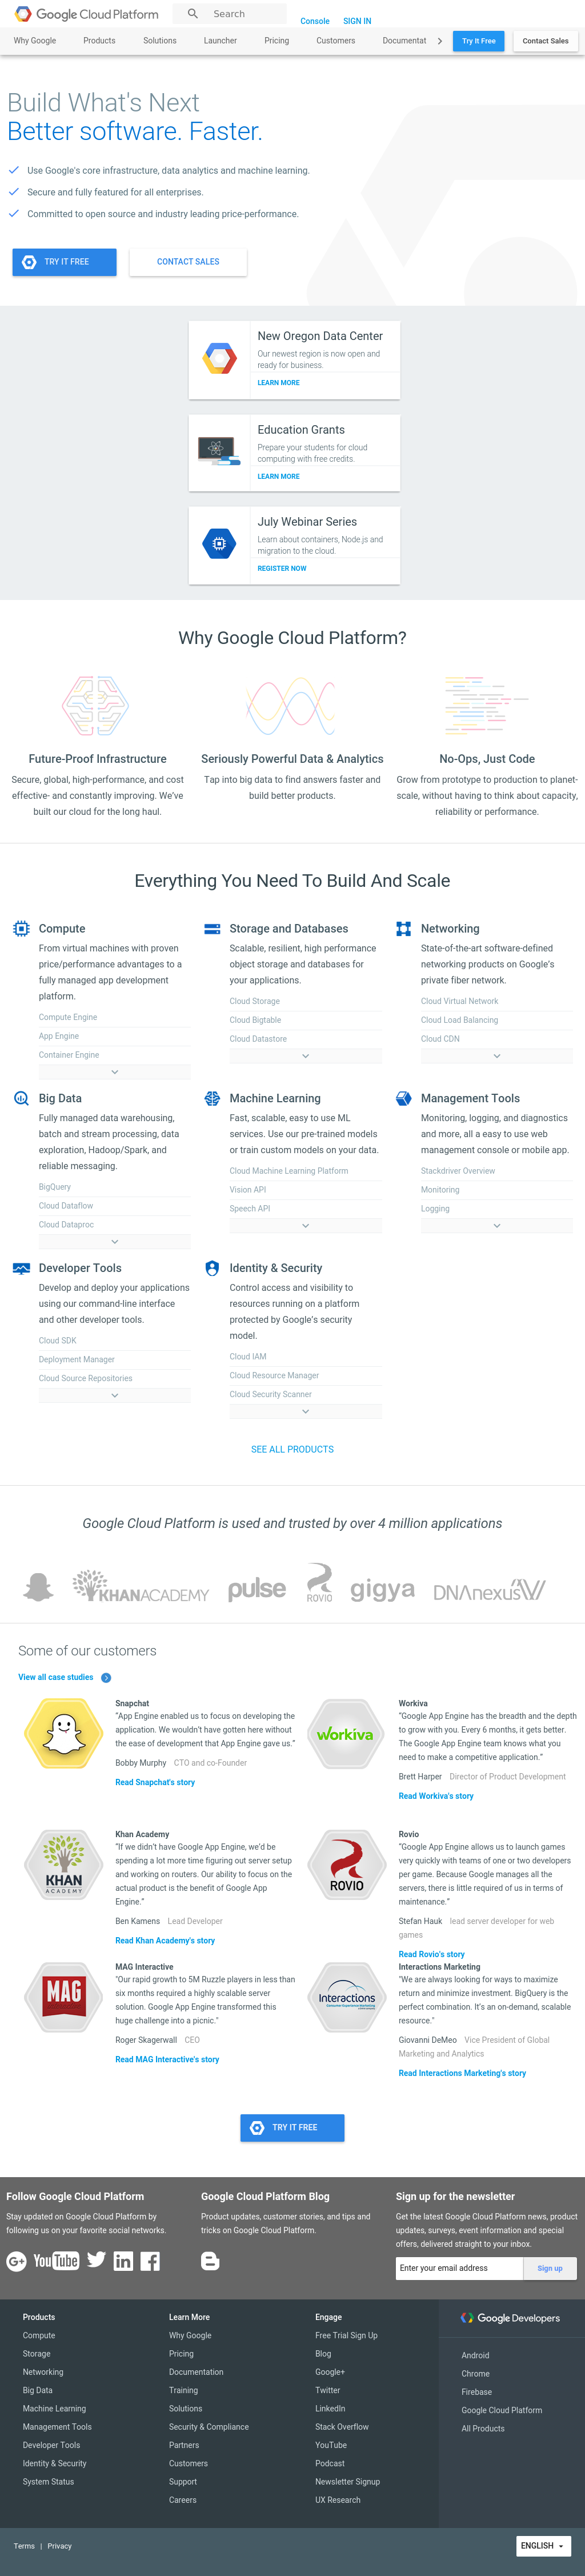 Google Cloud Platform
Search
Console SIGN IN
Why Google Products Solutions Launcher Pricing Customers Documentat Try It Free Contact Sales
Build What's Next
Better software. Faster.
Use Google's core infrastructure, data analytics and machine learning.
Secure and fully featured for all enterprises.
Committed to open source and industry leading price-performance.
TRY IT FREE CONTACT SALES
New Oregon Data Center
Our newest region is now open and
ready for business.
LEARN MORE
Education Grants
Prepare your students for cloud
computing with free credits.
LEARN MORE
July Webinar Series
Learn about containers, Node.js and
migration to the cloud.
REGISTER NOW
Why Google Cloud Platform?
Future-Proof Infrastructure
Secure, global, high-performance, and cost
effective- and constantly improving. We've
built our cloud for the long haul.
Seriously Powerful Data & Analytics
Tap into big data to find answers faster and
build better products.
No-Ops, Just Code
Grow from prototype to production to planet-
scale, without having to think about capacity,
reliability or performance.
Everything You Need To Build And Scale
Compute
From virtual machines with proven
price/performance advantages to a
fully managed app development
platform.
Compute Engine
App Engine
Container Engine
Storage and Databases
Scalable, resilient, high performance
object storage and databases for
your applications.
Cloud Storage
Cloud Bigtable
Cloud Datastore
Networking
State-of-the-art software-defined
networking products on Google's
private fiber network.
Cloud Virtual Network
Cloud Load Balancing
Cloud CDN
Big Data
Fully managed data warehousing,
batch and stream processing, data
exploration, Hadoop/Spark, and
reliable messaging.
BigQuery
Cloud Dataflow
Cloud Dataproc
Machine Learning
Fast, scalable, easy to use ML
services. Use our pre-trained models
or train custom models on your data.
Cloud Machine Learning Platform
Vision API
Speech API
Management Tools
Monitoring, logging, and diagnostics
and more, all a easy to use web
management console or mobile app.
Stackdriver Overview
Monitoring
Logging
Developer Tools
Develop and deploy your applications
using our command-line interface
and other developer tools.
Cloud SDK
Deployment Manager
Cloud Source Repositories
Identity & Security
Control access and visibility to
resources running on a platform
protected by Google's security
model.
Cloud IAM
Cloud Resource Manager
Cloud Security Scanner
SEE ALL PRODUCTS
Google Cloud Platform is used and trusted by over 4 million applications
KHANACADEMY pulse ROVIO gigya DNAnexus
Some of our customers
View all case studies
Snapchat
"App Engine enabled us to focus on developing the
application. We wouldn't have gotten here without
the ease of development that App Engine gave us."
Bobby Murphy CTO and co-Founder
Read Snapchat's story
Workiva
Workiva
"Google App Engine has the breadth and the depth
to grow with you. Every 6 months, it gets better.
The Google App Engine team knows what you
need to make a competitive application."
Brett Harper Director of Product Development
Read Workiva's story
KHAN
ACADEMY
Khan Academy
"If we didn't have Google App Engine, we'd be
spending a lot more time figuring out server setup
and working on routers. Our ability to focus on the
actual product is the benefit of Google App
Engine."
Ben Kamens Lead Developer
Read Khan Academy's story
ROVIO
Rovio
"Google App Engine allows us to launch games
very quickly with teams of one or two developers
per game. Because Google manages all the
servers, there is little required of us in terms of
maintenance."
Stefan Hauk lead server developer for web
games
Read Rovio's story
MAG
MAG Interactive
"Our rapid growth to 5M Ruzzle players in less than
six months required a highly scalable server
solution. Google App Engine transformed this
huge challenge into a picnic."
Roger Skagerwall CEO
Read MAG Interactive's story
Interactions
Interactions Marketing
"We are always looking for ways to maximize
return and minimize investment. BigQuery is the
perfect combination. It's an on-demand, scalable
resource."
Giovanni DeMeo Vice President of Global
Marketing and Analytics
Read Interactions Marketing's story
TRY IT FREE
Follow Google Cloud Platform
Stay updated on Google Cloud Platform by
following us on your favorite social networks.
YouTube
Google Cloud Platform Blog
Product updates, customer stories, and tips and
tricks on Google Cloud Platform.
Sign up for the newsletter
Get the latest Google Cloud Platform news, product
updates, surveys, event information and special
offers, delivered straight to your inbox.
Enter your email address Sign up
Products
Compute
Storage
Networking
Big Data
Machine Learning
Management Tools
Developer Tools
Identity & Security
System Status
Learn More
Why Google
Pricing
Documentation
Training
Solutions
Security & Compliance
Partners
Customers
Support
Careers
Engage
Free Trial Sign Up
Blog
Google+
Twitter
LinkedIn
Stack Overflow
YouTube
Podcast
Newsletter Signup
UX Research
Google Developers
Android
Chrome
Firebase
Google Cloud Platform
All Products
Terms | Privacy
ENGLISH